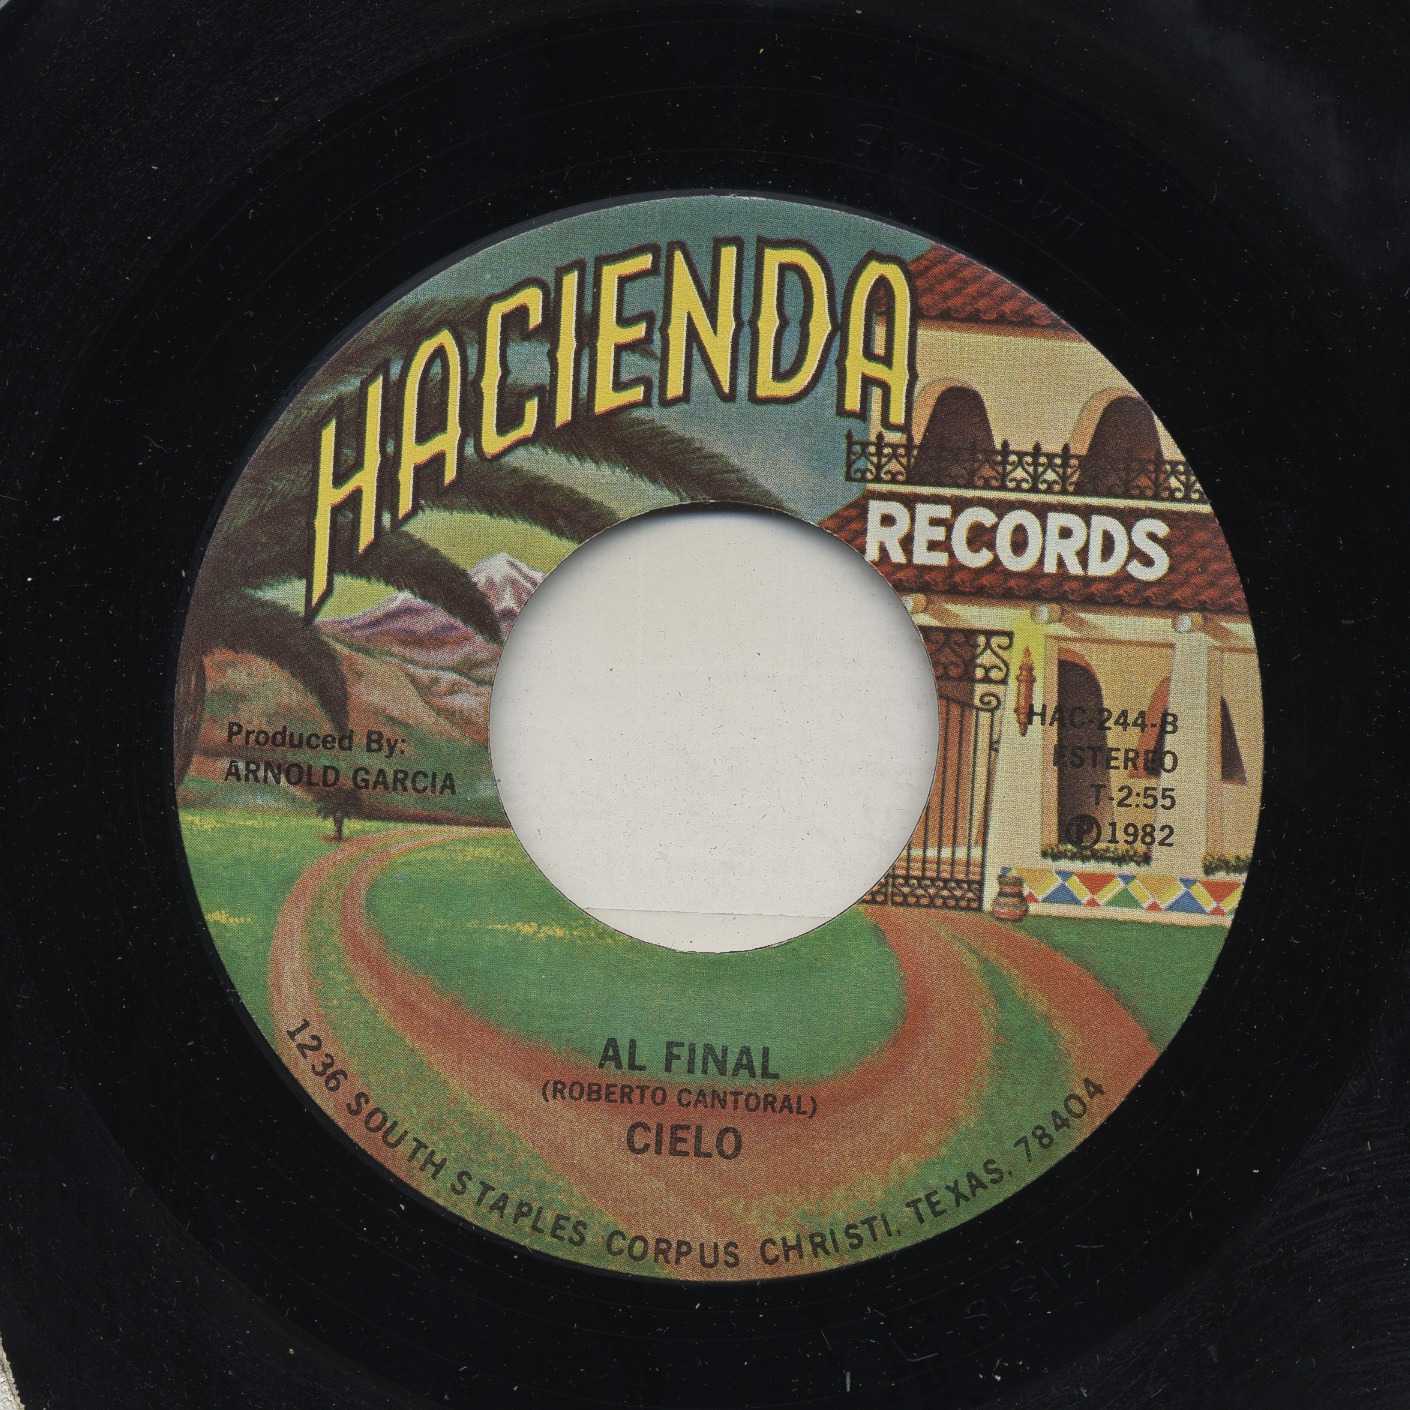 HACIENDA
RECORDS
Produced By:
ARNOLD GARCIA
HAC-244-B
ESTEREO
T-2:55
Ⓟ1982
AL FINAL
(ROBERTO CANTORAL)
CIELO
1236 SOUTH STAPLES CORPUS CHRISTI, TEXAS, 78404